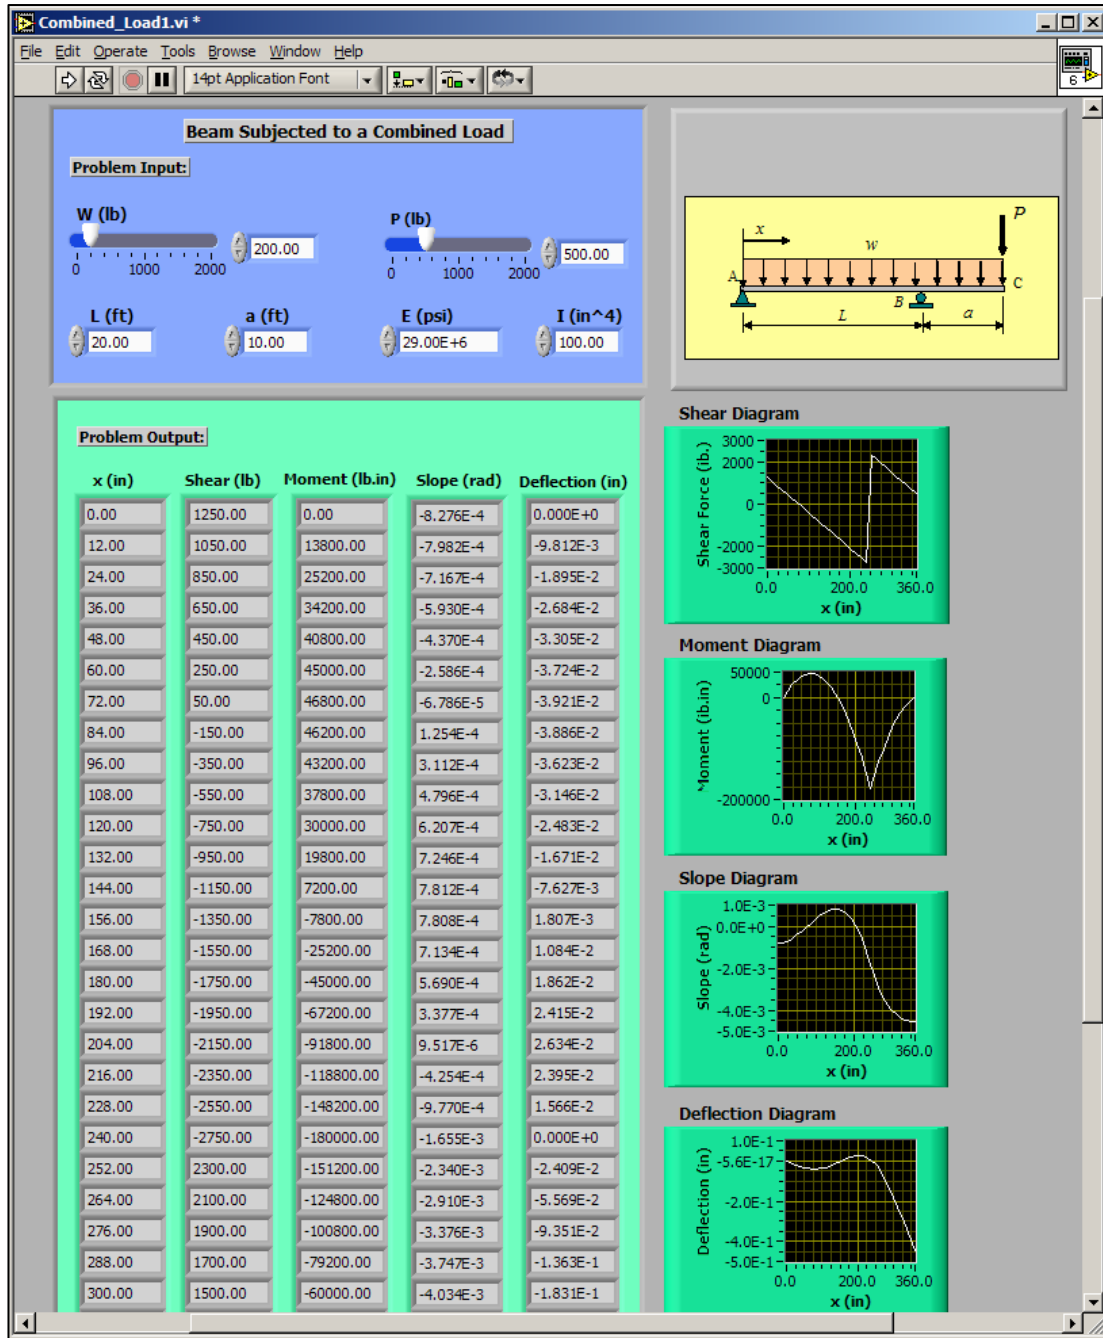 Combined_Load1.vi *
File Edit Operate Tools Browse Window Help
14pt Application Font
6
Beam Subjected to a Combined Load
Problem Input:
W (lb)
200.00
0 1000 2000
P (lb)
500.00
0 1000 2000
L (ft)
20.00
a (ft)
10.00
E (psi)
29.00E+6
I (in^4)
100.00
P
x
w
A
C
B
L
a
Problem Output:
x (in) Shear (lb) Moment (lb.in) Slope (rad) Deflection (in)
0.00 1250.00 0.00 -8.276E-4 0.000E+0
12.00 1050.00 13800.00 -7.982E-4 -9.812E-3
24.00 850.00 25200.00 -7.167E-4 -1.895E-2
36.00 650.00 34200.00 -5.930E-4 -2.684E-2
48.00 450.00 40800.00 -4.370E-4 -3.305E-2
60.00 250.00 45000.00 -2.586E-4 -3.724E-2
72.00 50.00 46800.00 -6.786E-5 -3.921E-2
84.00 -150.00 46200.00 1.254E-4 -3.886E-2
96.00 -350.00 43200.00 3.112E-4 -3.623E-2
108.00 -550.00 37800.00 4.796E-4 -3.146E-2
120.00 -750.00 30000.00 6.207E-4 -2.483E-2
132.00 -950.00 19800.00 7.246E-4 -1.671E-2
144.00 -1150.00 7200.00 7.812E-4 -7.627E-3
156.00 -1350.00 -7800.00 7.808E-4 1.807E-3
168.00 -1550.00 -25200.00 7.134E-4 1.084E-2
180.00 -1750.00 -45000.00 5.690E-4 1.862E-2
192.00 -1950.00 -67200.00 3.377E-4 2.415E-2
204.00 -2150.00 -91800.00 9.517E-6 2.634E-2
216.00 -2350.00 -118800.00 -4.254E-4 2.395E-2
228.00 -2550.00 -148200.00 -9.770E-4 1.566E-2
240.00 -2750.00 -180000.00 -1.655E-3 0.000E+0
252.00 2300.00 -151200.00 -2.340E-3 -2.409E-2
264.00 2100.00 -124800.00 -2.910E-3 -5.569E-2
276.00 1900.00 -100800.00 -3.376E-3 -9.351E-2
288.00 1700.00 -79200.00 -3.747E-3 -1.363E-1
300.00 1500.00 -60000.00 -4.034E-3 -1.831E-1
Shear Diagram
Shear Force (lb.)
3000
2000
0
-2000
-3000
0.0 200.0 360.0
x (in)
Moment Diagram
Moment (lb.in)
50000
0
-200000
0.0 200.0 360.0
x (in)
Slope Diagram
Slope (rad)
1.0E-3
0.0E+0
-2.0E-3
-4.0E-3
-5.0E-3
0.0 200.0 360.0
x (in)
Deflection Diagram
Deflection (in)
1.0E-1
-5.6E-17
-2.0E-1
-4.0E-1
-5.0E-1
0.0 200.0 360.0
x (in)